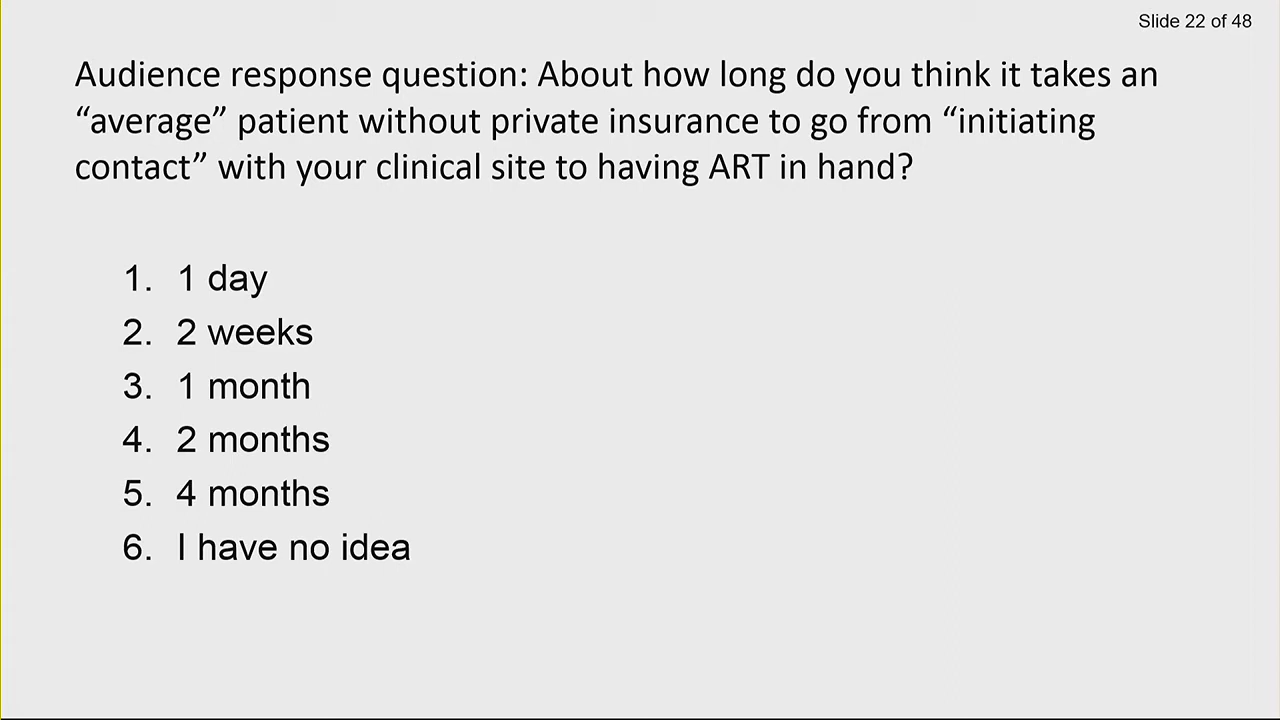 Slide 22 of 48
Audience response question: About how long do you think it takes an
“average” patient without private insurance to go from “initiating
contact” with your clinical site to having ART in hand?
1. 1 day
2. 2 weeks
3. 1 month
4. 2 months
5. 4 months
6. I have no idea